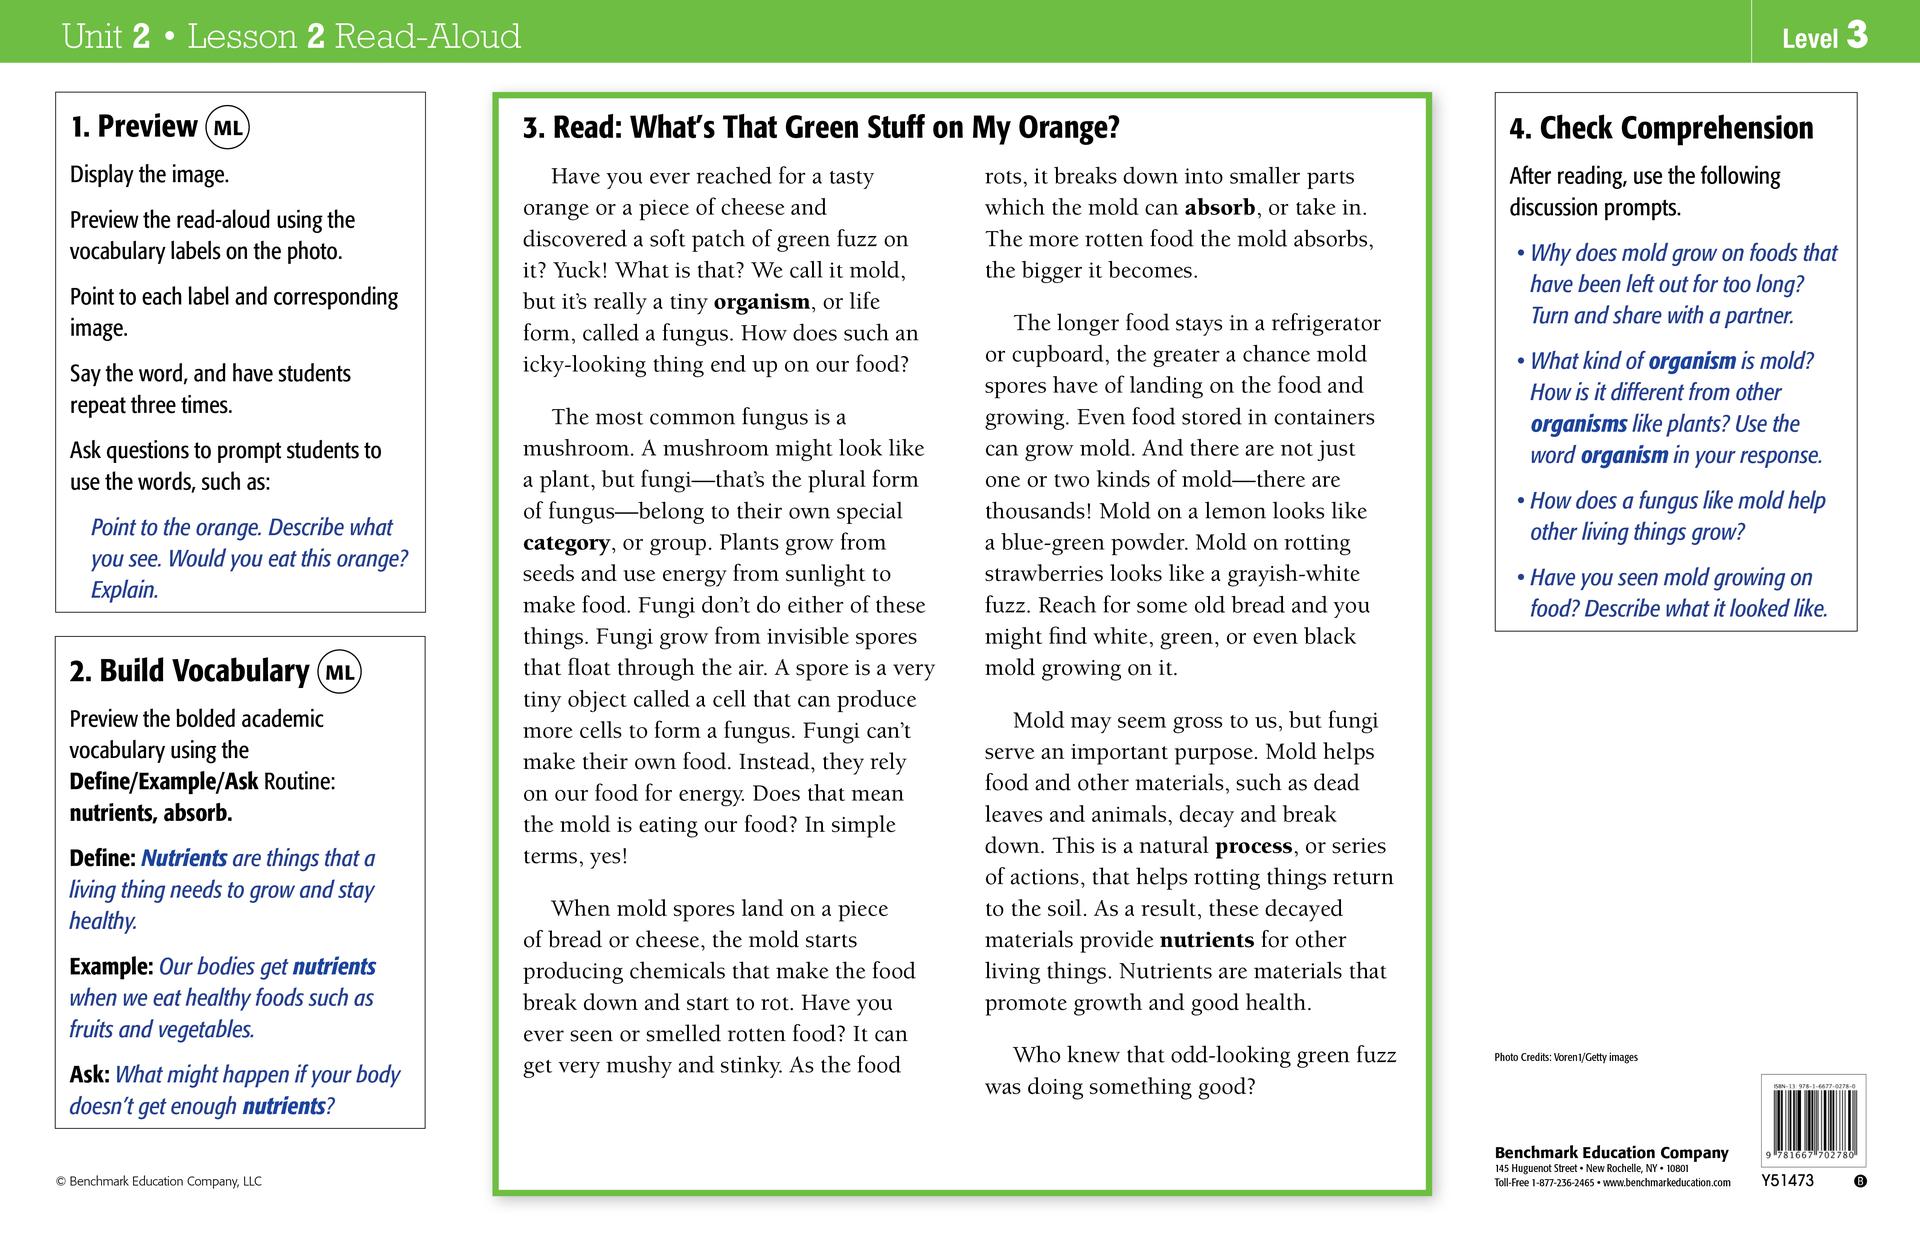 Unit 2 • Lesson 2 Read-Aloud
Level 3
1. Preview ML
Display the image.
Preview the read-aloud using the
vocabulary labels on the photo.
Point to each label and corresponding
image.
Say the word, and have students
repeat three times.
Ask questions to prompt students to
use the words, such as:
Point to the orange. Describe what
you see. Would you eat this orange?
Explain.
2. Build Vocabulary ML
Preview the bolded academic
vocabulary using the
Define/Example/Ask Routine:
nutrients, absorb.
Define: Nutrients are things that a
living thing needs to grow and stay
healthy.
Example: Our bodies get nutrients
when we eat healthy foods such as
fruits and vegetables.
Ask: What might happen if your body
doesn't get enough nutrients?
© Benchmark Education Company, LLC
3. Read: What's That Green Stuff on My Orange?
Have you ever reached for a tasty
orange or a piece of cheese and
discovered a soft patch of green fuzz on
it? Yuck! What is that? We call it mold,
but it's really a tiny organism, or life
form, called a fungus. How does such an
icky-looking thing end up on our food?
The most common fungus is a
mushroom. A mushroom might look like
a plant, but fungi—that's the plural form
of fungus—belong to their own special
category, or group. Plants grow from
seeds and use energy from sunlight to
make food. Fungi don't do either of these
things. Fungi grow from invisible spores
that float through the air. A spore is a very
tiny object called a cell that can produce
more cells to form a fungus. Fungi can't
make their own food. Instead, they rely
on our food for energy. Does that mean
the mold is eating our food? In simple
terms, yes!
When mold spores land on a piece
of bread or cheese, the mold starts
producing chemicals that make the food
break down and start to rot. Have you
ever seen or smelled rotten food? It can
get very mushy and stinky. As the food
rots, it breaks down into smaller parts
which the mold can absorb, or take in.
The more rotten food the mold absorbs,
the bigger it becomes.
The longer food stays in a refrigerator
or cupboard, the greater a chance mold
spores have of landing on the food and
growing. Even food stored in containers
can grow mold. And there are not just
one or two kinds of mold—there are
thousands! Mold on a lemon looks like
a blue-green powder. Mold on rotting
strawberries looks like a grayish-white
fuzz. Reach for some old bread and you
might find white, green, or even black
mold growing on it.
Mold may seem gross to us, but fungi
serve an important purpose. Mold helps
food and other materials, such as dead
leaves and animals, decay and break
down. This is a natural process, or series
of actions, that helps rotting things return
to the soil. As a result, these decayed
materials provide nutrients for other
living things. Nutrients are materials that
promote growth and good health.
Who knew that odd-looking green fuzz
was doing something good?
4. Check Comprehension
After reading, use the following
discussion prompts.
• Why does mold grow on foods that
have been left out for too long?
Turn and share with a partner.
• What kind of organism is mold?
How is it different from other
organisms like plants? Use the
word organism in your response.
• How does a fungus like mold help
other living things grow?
• Have you seen mold growing on
food? Describe what it looked like.
Photo Credits: Voren1/Getty images
Benchmark Education Company
145 Huguenot Street • New Rochelle, NY • 10801
Toll-Free 1-877-236-2465 • www.benchmarkeducation.com
ISBN-13 978-1-6677-0278-0
9 781667 702780
Y51473
B